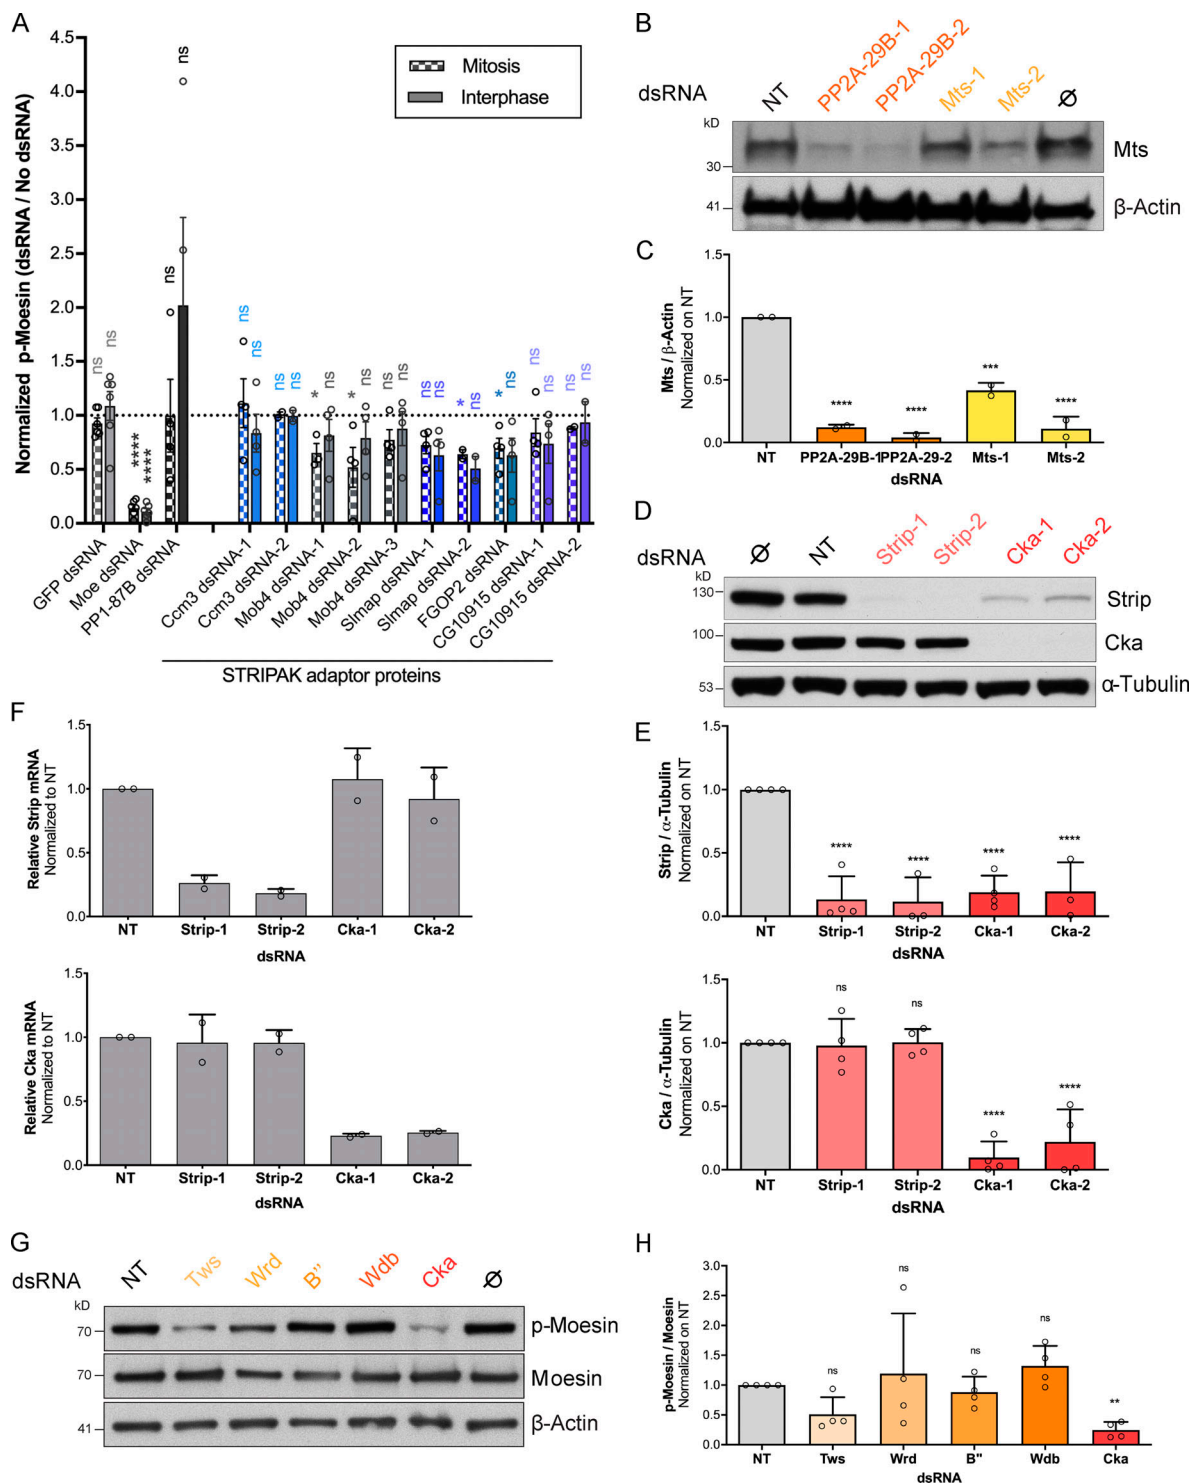 A
Normalized p-Moesin (dsRNA / No dsRNA)
4.5
4.0
3.5
3.0
2.5
2.0
1.5
1.0
0.5
0.0
Mitosis
Interphase
ns
ns
****
****
ns
ns
ns
ns
ns
ns
*
ns
*
ns
ns
ns
ns
ns
*
ns
*
ns
ns
ns
ns
ns
GFP dsRNA
Moe dsRNA
PP1-87B dsRNA
Ccm3 dsRNA-1
Ccm3 dsRNA-2
Mob4 dsRNA-1
Mob4 dsRNA-2
Mob4 dsRNA-3
Slmap dsRNA-1
Slmap dsRNA-2
FGOP2 dsRNA
CG10915 dsRNA-1
CG10915 dsRNA-2
STRIPAK adaptor proteins
B
dsRNA
NT
PP2A-29B-1
PP2A-29B-2
Mts-1
Mts-2
Ø
kD
30
Mts
41
β-Actin
C
Mts / β-Actin
Normalized on NT
1.5
1.0
0.5
0.0
****
****
***
****
NT
PP2A-29B-1
PP2A-29-2
Mts-1
Mts-2
dsRNA
D
dsRNA
Ø
NT
Strip-1
Strip-2
Cka-1
Cka-2
kD
130
Strip
100
Cka
53
α-Tubulin
F
Relative Strip mRNA
Normalized to NT
1.5
1.0
0.5
0.0
NT
Strip-1
Strip-2
Cka-1
Cka-2
dsRNA
Relative Cka mRNA
Normalized to NT
1.5
1.0
0.5
0.0
NT
Strip-1
Strip-2
Cka-1
Cka-2
dsRNA
E
Strip / α-Tubulin
Normalized on NT
1.5
1.0
0.5
0.0
****
****
****
****
NT
Strip-1
Strip-2
Cka-1
Cka-2
dsRNA
Cka / α-Tubulin
Normalized on NT
1.5
1.0
0.5
0.0
ns
ns
****
****
NT
Strip-1
Strip-2
Cka-1
Cka-2
dsRNA
G
dsRNA
NT
Tws
Wrd
B"
Wdb
Cka
Ø
kD
70
p-Moesin
70
Moesin
41
β-Actin
H
p-Moesin / Moesin
Normalized on NT
3.0
2.5
2.0
1.5
1.0
0.5
0.0
ns
ns
ns
ns
**
NT
Tws
Wrd
B"
Wdb
Cka
dsRNA